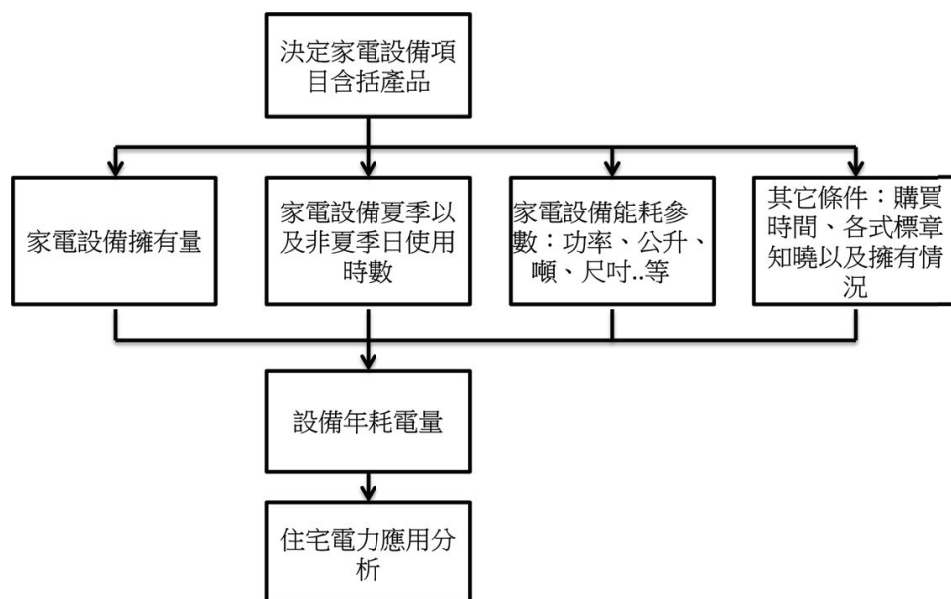 決定家電設備項
目含括產品
家電設備擁有量
家電設備夏季以
及非夏季日使用
時數
家電設備能耗參
數：功率、公升、
噸、尺吋..等
其它條件：購買
時間、各式標章
知曉以及擁有情
況
設備年耗電量
住宅電力應用分
析